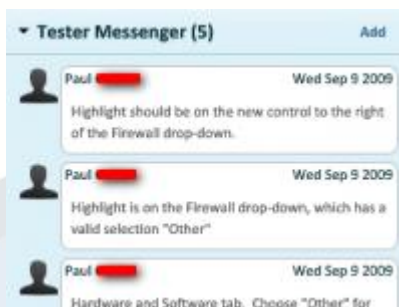 Tester Messenger (5) Add
Paul Wed Sep 9 2009
Highlight should be on the new control to the right
of the Firewall drop-down.
Paul Wed Sep 9 2009
Highlight is on the Firewall drop-down, which has a
valid selection "Other"
Paul Wed Sep 9 2009
Hardware and Software tab. Choose "Other" for